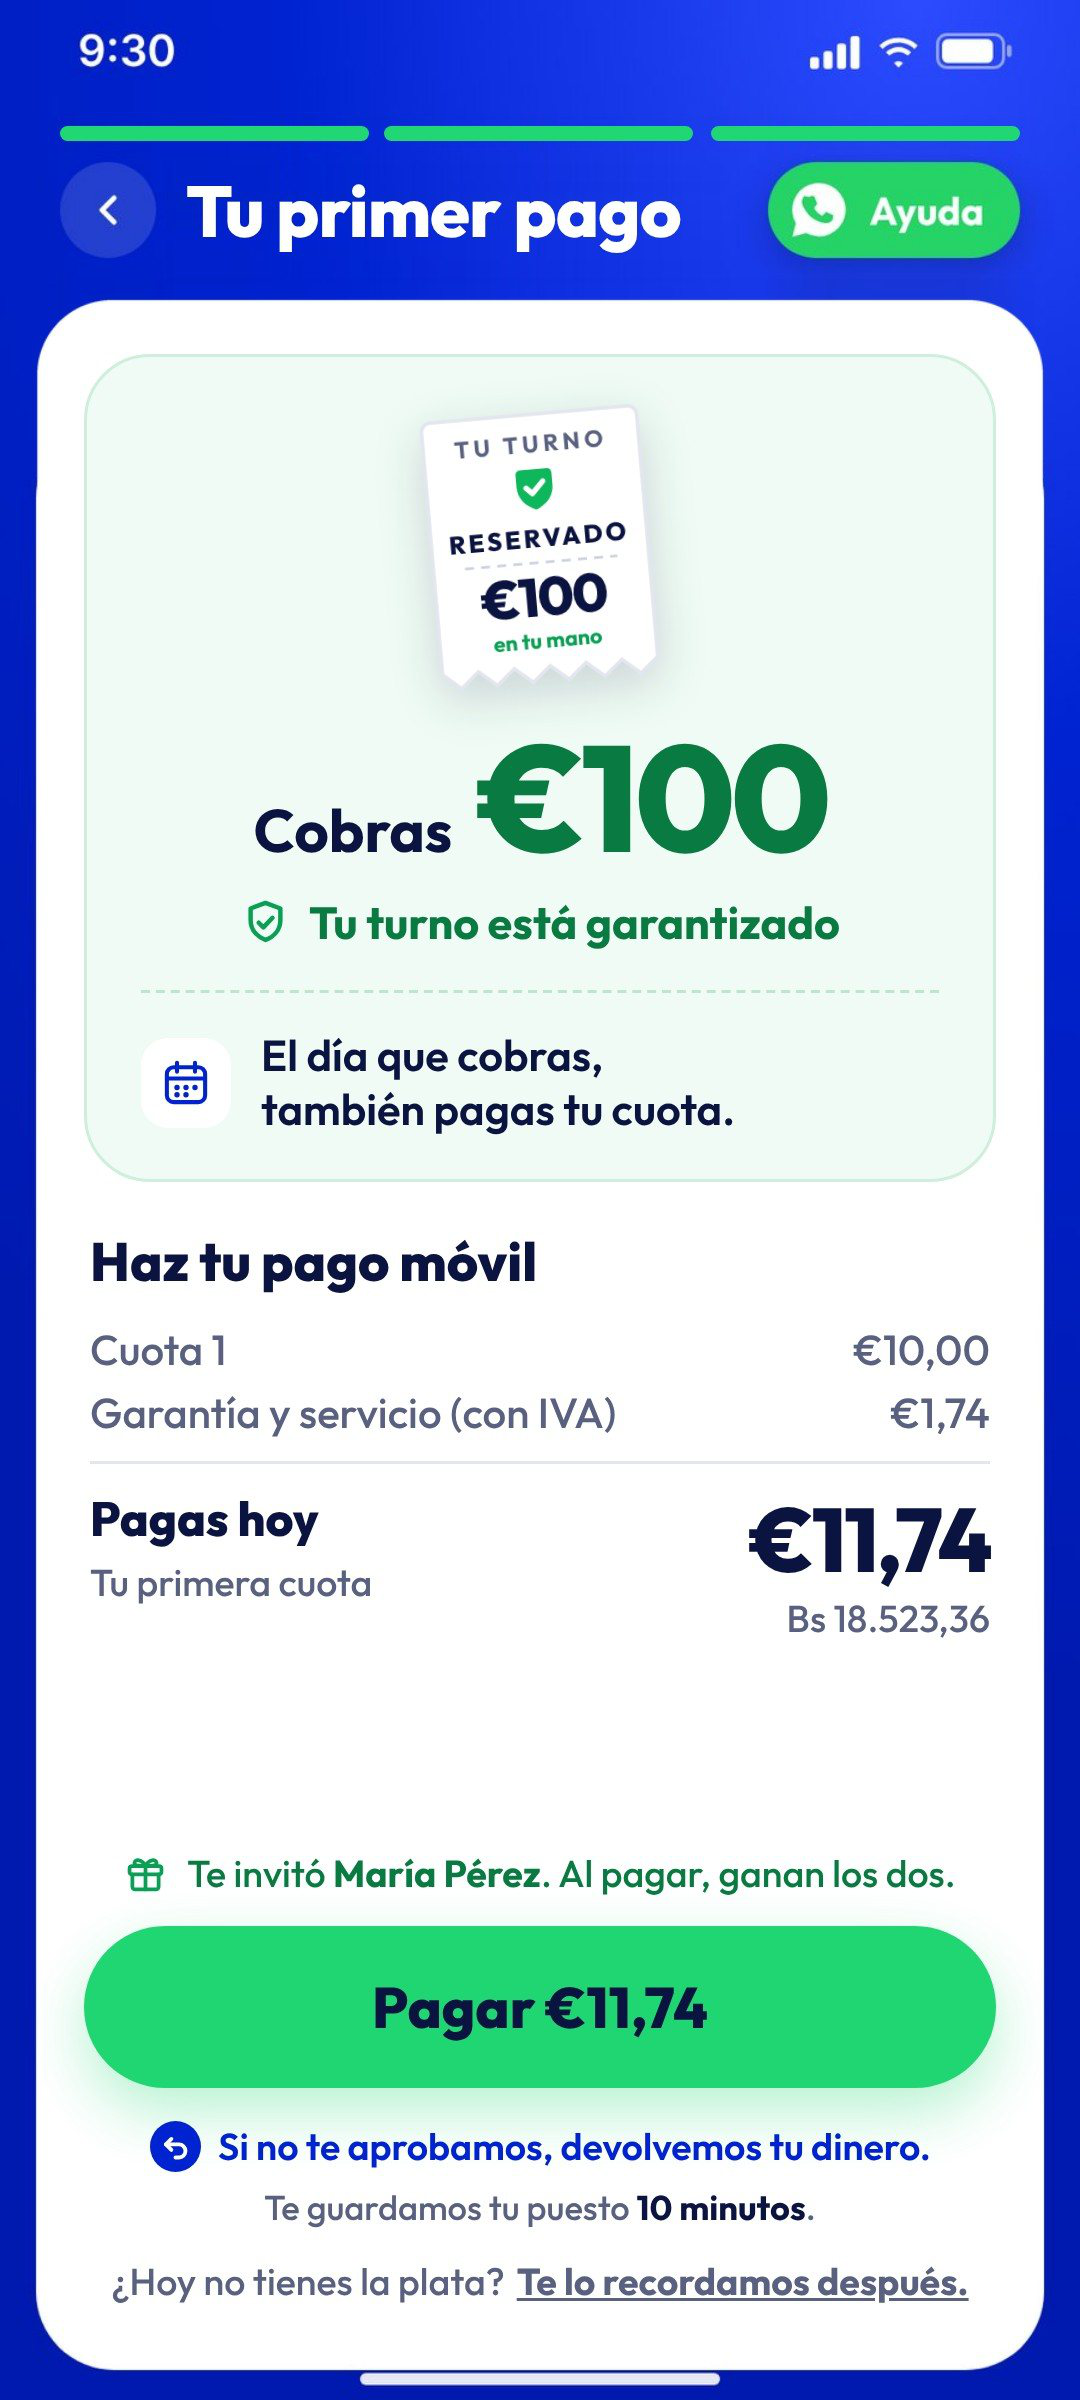 9:30
Tu primer pago
Ayuda
TU TURNO
RESERVADO
€100
en tu mano
Cobras €100
Tu turno está garantizado
El día que cobras,
también pagas tu cuota.
Haz tu pago móvil
Cuota 1 €10,00
Garantía y servicio (con IVA) €1,74
Pagas hoy €11,74
Tu primera cuota
Bs 18.523,36
Te invitó María Pérez. Al pagar, ganan los dos.
Pagar €11,74
Si no te aprobamos, devolvemos tu dinero.
Te guardamos tu puesto 10 minutos.
¿Hoy no tienes la plata? Te lo recordamos después.